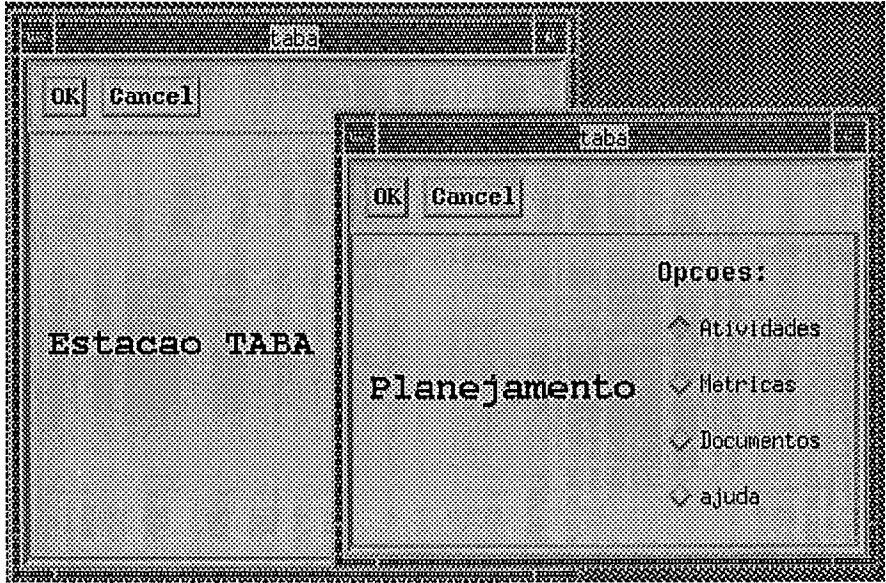 taba
OK Cancel
Estacao TABA
taba
OK Cancel
Opcoes:
Atividades
Metricas
Planejamento
Documentos
ajuda